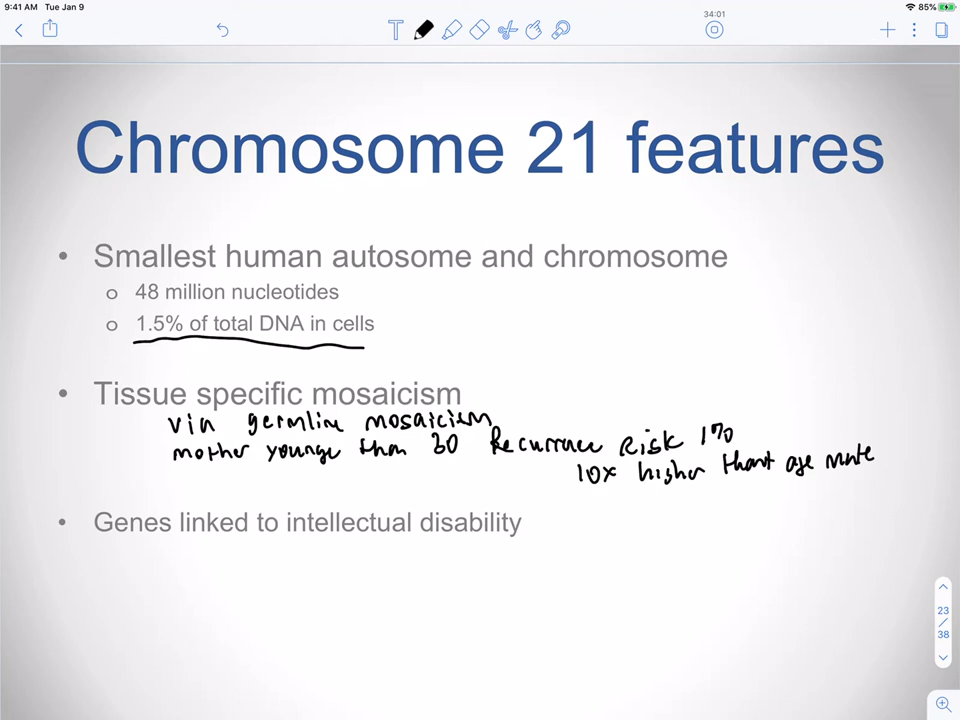 9:41 AM Tue Jan 9
85%
34:01
Chromosome 21 features
• Smallest human autosome and chromosome
o 48 million nucleotides
o 1.5% of total DNA in cells
• Tissue specific mosaicism
via germline mosaicism
mother younge than 30 Recurrence Risk 1%
10x higher than age mate
• Genes linked to intellectual disability
23
/
38